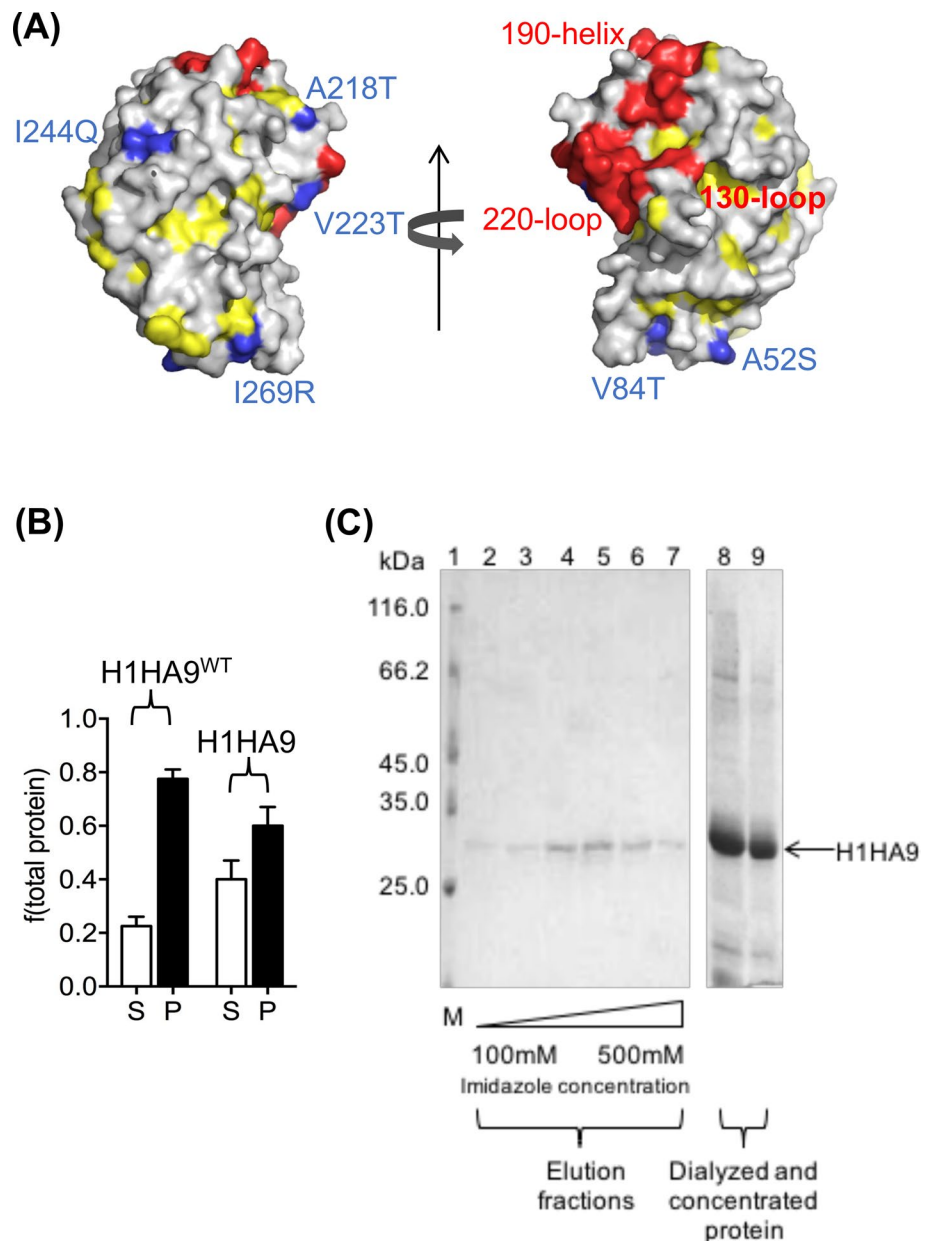 (A)
190-helix
A218T
I244Q
V223T
220-loop
130-loop
I269R
V84T
A52S
(B)
H1HA9WT
H1HA9
f(total protein)
1.0
0.8
0.6
0.4
0.2
0.0
S P S P
(C)
kDa 1 2 3 4 5 6 7 8 9
116.0
66.2
45.0
35.0
25.0
H1HA9
M
100mM 500mM
Imidazole concentration
Elution
fractions
Dialyzed and
concentrated
protein